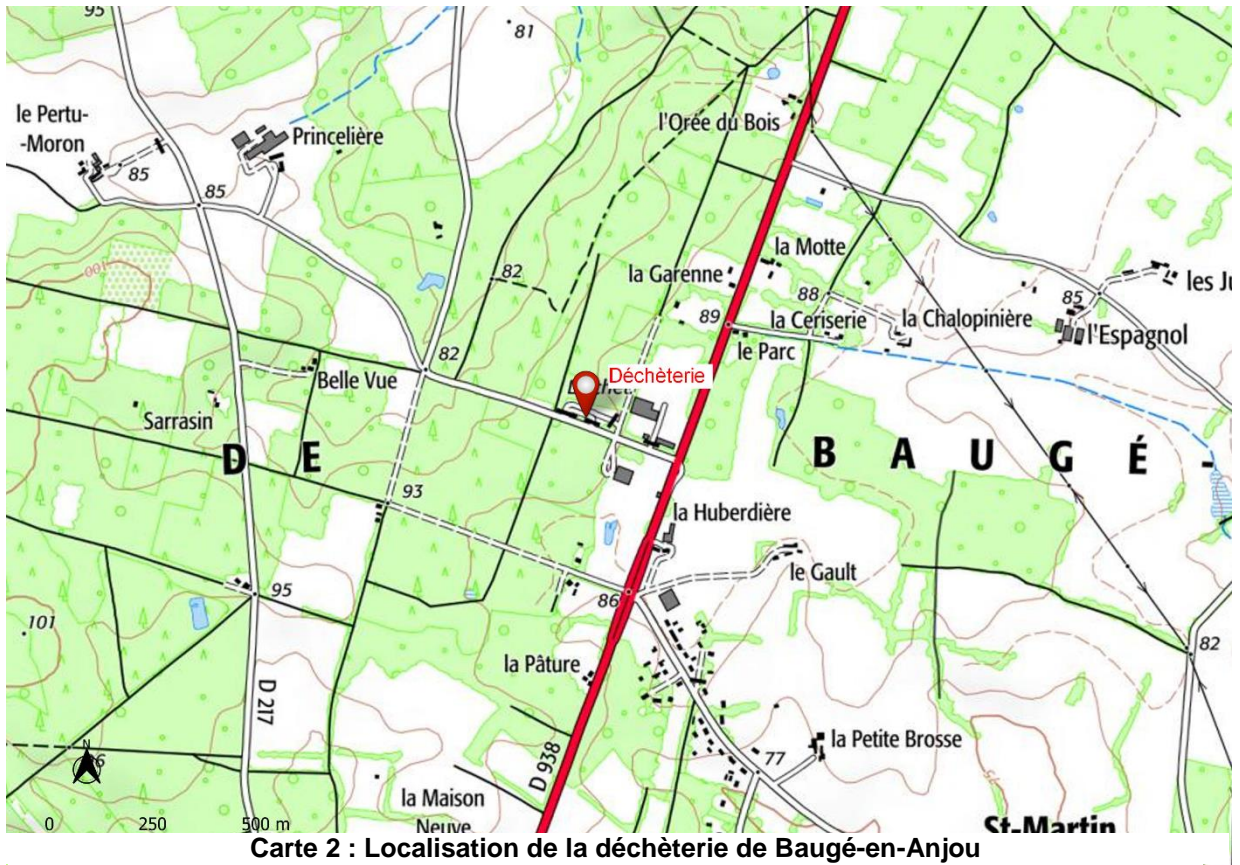 95
81
le Pertu-
-Moron
Princelière
l'Orée du Bois
85
85
la Motte
100
82
la Garenne
88
85
les Ju
89
la Ceriserie
la Chalopinière
l'Espagnol
le Parc
82
Belle Vue
Déchèterie
Sarrasin
D E
B A U G É -
93
la Huberdière
le Gault
95
86
101
82
la Pâture
D 217
D 938
la Petite Brosse
77
N
la Maison
Neuve
St-Martin
0 250 500 m
Carte 2 : Localisation de la déchèterie de Baugé-en-Anjou